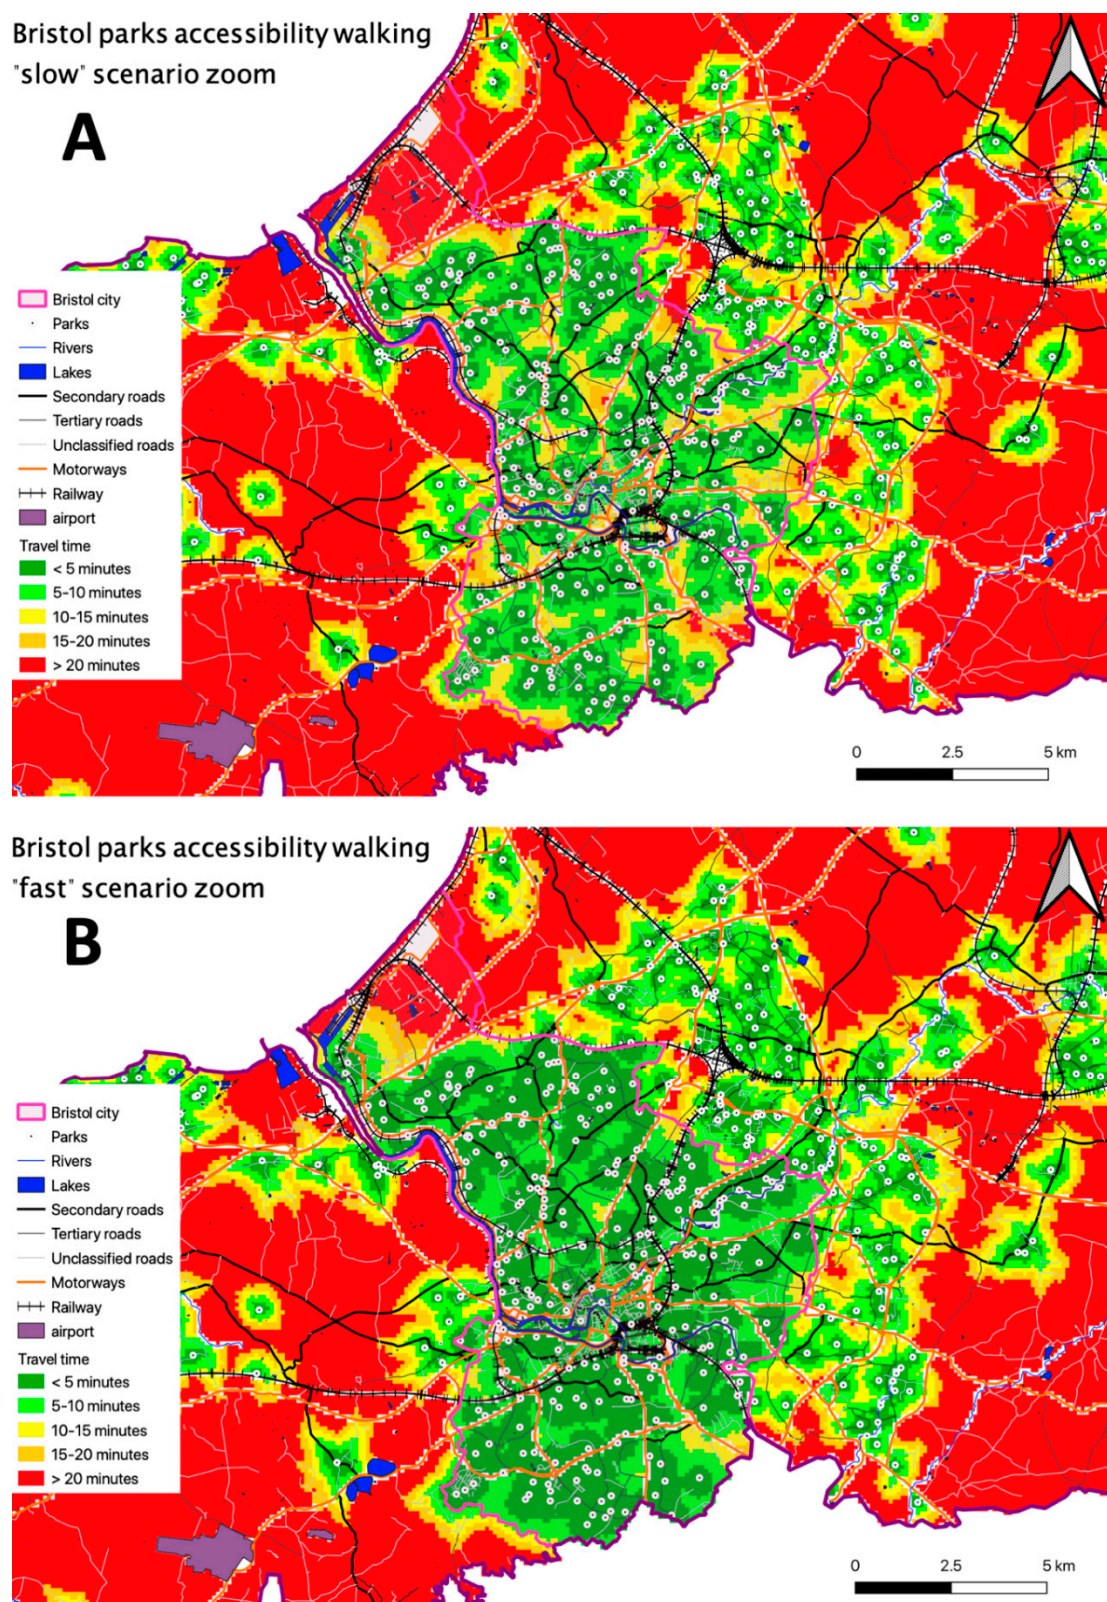 Bristol parks accessibility walking
"slow" scenario zoom
A
Bristol city
Parks
Rivers
Lakes
Secondary roads
Tertiary roads
Unclassified roads
Motorways
Railway
airport
Travel time
< 5 minutes
5-10 minutes
10-15 minutes
15-20 minutes
> 20 minutes
0 2.5 5 km
Bristol parks accessibility walking
"fast" scenario zoom
B
Bristol city
Parks
Rivers
Lakes
Secondary roads
Tertiary roads
Unclassified roads
Motorways
Railway
airport
Travel time
< 5 minutes
5-10 minutes
10-15 minutes
15-20 minutes
> 20 minutes
0 2.5 5 km